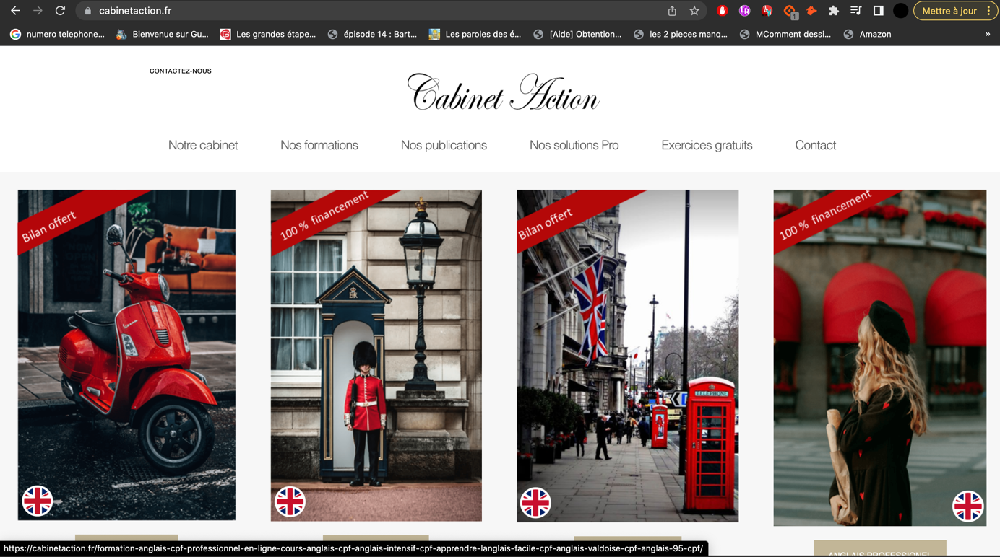 cabinetaction.fr
1
Mettre à jour
numero telephone...
Bienvenue sur Gu...
Les grandes étape...
épisode 14 : Bart...
Les paroles des é...
[Aide] Obtention...
les 2 pieces manq...
MComment dessi...
Amazon
»
CONTACTEZ-NOUS
Cabinet Action
Notre cabinet
Nos formations
Nos publications
Nos solutions Pro
Exercices gratuits
Contact
Bilan offert
100 % financement
Bilan offert
100 % financement
Vespa
TELEPHONE
ANGLAIS PROFESSIONEL
https://cabinetaction.fr/formation-anglais-cpf-professionnel-en-ligne-cours-anglais-cpf-anglais-intensif-cpf-apprendre-langlais-facile-cpf-anglais-valdoise-cpf-anglais-95-cpf/